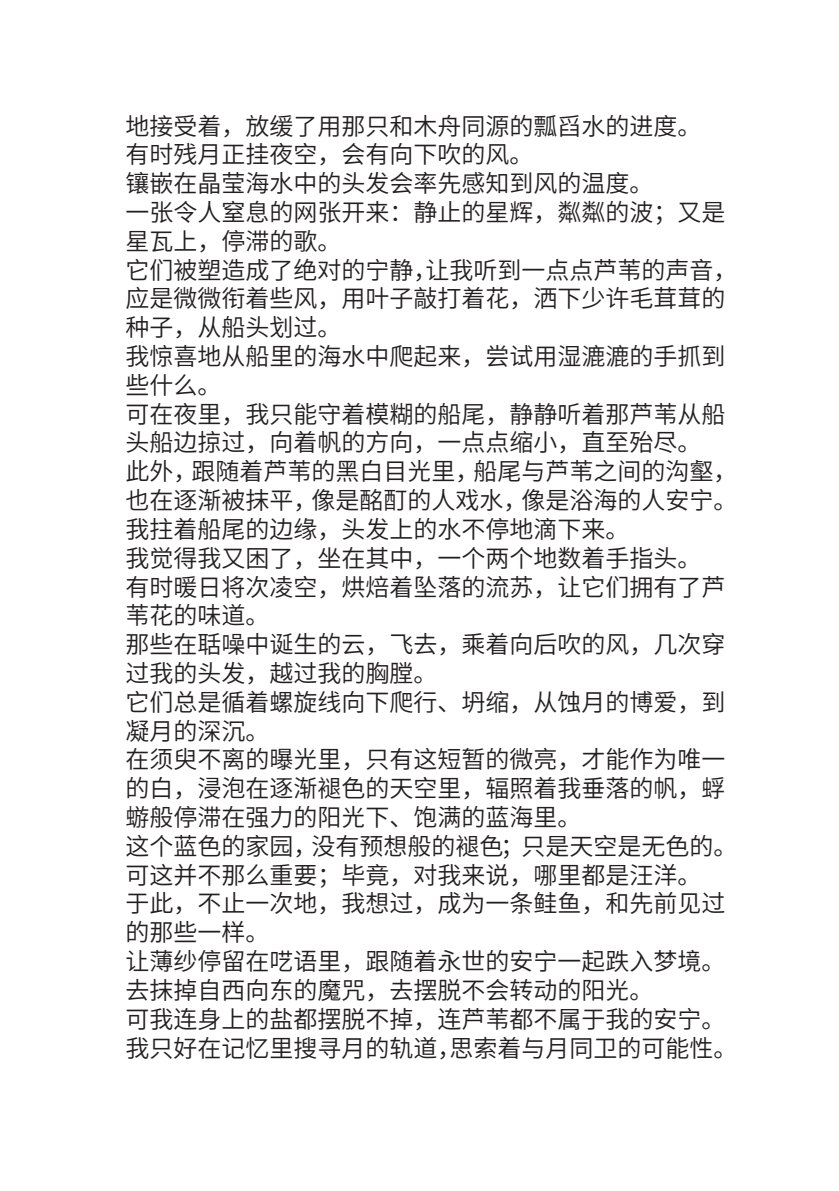 地接受着，放缓了用那只和木舟同源的瓢舀水的进度。
有时残月正挂夜空，会有向下吹的风。
镶嵌在晶莹海水中的头发会率先感知到风的温度。
一张令人窒息的网张开来：静止的星辉，粼粼的波；又是
星瓦上，停滞的歌。
它们被塑造成了绝对的宁静，让我听到一点点芦苇的声音，
应是微微衔着些风，用叶子敲打着花，洒下少许毛茸茸的
种子，从船头划过。
我惊喜地从船里的海水中爬起来，尝试用湿漉漉的手抓到
些什么。
可在夜里，我只能守着模糊的船尾，静静听着那芦苇从船
头船边掠过，向着帆的方向，一点点缩小，直至殆尽。
此外，跟随着芦苇的黑白目光里，船尾与芦苇之间的沟壑，
也在逐渐被抹平，像是酩酊的人戏水，像是浴海的人安宁。
我拄着船尾的边缘，头发上的水不停地滴下来。
我觉得我又困了，坐在其中，一个两个地数着手指头。
有时暖日将次凌空，烘焙着坠落的流苏，让它们拥有了芦
苇花的味道。
那些在聒噪中诞生的云，飞去，乘着向后吹的风，几次穿
过我的头发，越过我的胸膛。
它们总是循着螺旋线向下爬行、坍缩，从蚀月的博爱，到
凝月的深沉。
在须臾不离的曝光里，只有这短暂的微亮，才能作为唯一
的白，浸泡在逐渐褪色的天空里，辐照着我垂落的帆，蜉
蝣般停滞在强力的阳光下、饱满的蓝海里。
这个蓝色的家园，没有预想般的褪色；只是天空是无色的。
可这并不那么重要；毕竟，对我来说，哪里都是汪洋。
于此，不止一次地，我想过，成为一条鲑鱼，和先前见过
的那些一样。
让薄纱停留在呓语里，跟随着永世的安宁一起跌入梦境。
去抹掉自西向东的魔咒，去摆脱不会转动的阳光。
可我连身上的盐都摆脱不掉，连芦苇都不属于我的安宁。
我只好在记忆里搜寻月的轨道，思索着与月同卫的可能性。